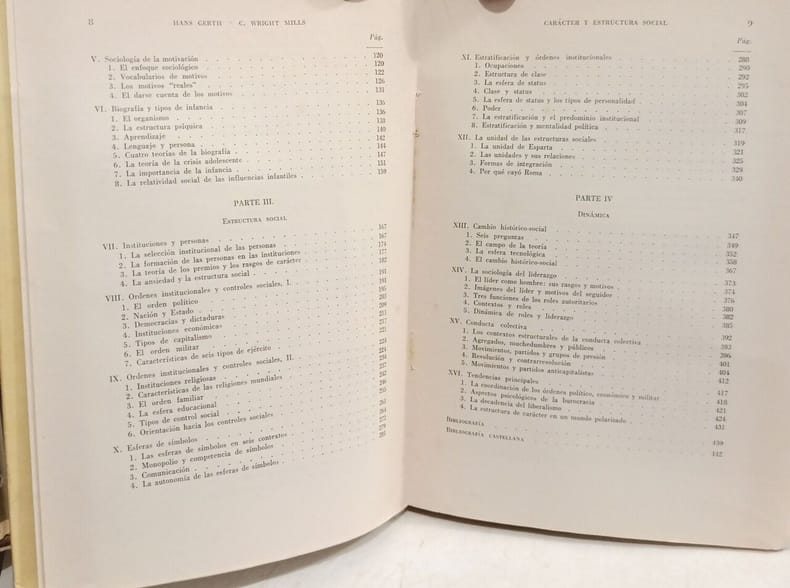 8 HANS GERTH - C. WRIGHT MILLS
Pág.
V. Sociología de la motivación 120
1. El enfoque sociológico 120
2. Vocabularios de motivos 122
3. Los motivos "reales" 126
4. El darse cuenta de los motivos 131
VI. Biografía y tipos de infancia 135
1. El organismo 136
2. La estructura psíquica 138
3. Aprendizaje 140
4. Lenguaje y persona 142
5. Cuatro teorías de la biografía 144
6. La teoría de la crisis adolescente 147
7. La importancia de la infancia 151
8. La relatividad social de las influencias infantiles 159
PARTE III.
ESTRUCTURA SOCIAL
VII. Instituciones y personas 167
1. La selección institucional de las personas 167
2. La formación de las personas en las instituciones 174
3. La teoría de los premios y los rasgos de carácter 177
4. La ansiedad y la estructura social 182
VIII. Ordenes institucionales y controles sociales, I. 191
1. El orden político 191
2. Nación y Estado 195
3. Democracias y dictaduras 203
4. Instituciones económicas 209
5. Tipos de capitalismo 211
6. El orden militar 217
7. Características de seis tipos de ejército 221
IX. Ordenes institucionales y controles sociales, II.
1. Instituciones religiosas
2. Características de las religiones mundiales
3. El orden familiar
4. La esfera educacional
5. Tipos de control social
6. Orientación hacia los controles sociales
X. Esferas de símbolos
1. Las esferas de símbolos en seis contextos
2. Monopolio y competencia de símbolos
3. Comunicación
4. La autonomía de las esferas de símbolos
CARÁCTER Y ESTRUCTURA SOCIAL 9
Pág.
XI. Estratificación y órdenes institucionales 288
1. Ocupaciones 290
2. Estructura de clase 292
3. La esfera de status 295
4. Clase y status 302
5. La esfera de status y los tipos de personalidad 304
6. Poder 307
7. La estratificación y el predominio institucional 309
8. Estratificación y mentalidad política 317
XII. La unidad de las estructuras sociales 319
1. La unidad de Esparta 321
2. Las unidades y sus relaciones 325
3. Formas de integración 329
4. Por qué cayó Roma 340
PARTE IV
DINÁMICA
XIII. Cambio histórico-social 347
1. Seis preguntas 349
2. El campo de la teoría 352
3. La esfera tecnológica 358
4. El cambio histórico-social 367
XIV. La sociología del liderazgo 373
1. El líder como hombre: sus rasgos y motivos 374
2. Imágenes del líder y motivos del seguidor 376
3. Tres funciones de los roles autoritarios 380
4. Contextos y roles 382
5. Dinámica de roles y liderazgo 385
XV. Conducta colectiva 392
1. Los contextos estructurales de la conducta colectiva 393
2. Agregados, muchedumbres y públicos 396
3. Movimientos, partidos y grupos de presión 401
4. Revolución y contrarrevolución 404
5. Movimientos y partidos anticapitalistas 412
XVI. Tendencias principales 417
1. La coordinación de los órdenes político, económico y militar 418
2. Aspectos psicológicos de la burocracia 421
3. La decadencia del liberalismo 424
4. La estructura de carácter en un mundo polarizado 431
BIBLIOGRAFÍA 439
BIBLIOGRAFÍA CASTELLANA 442